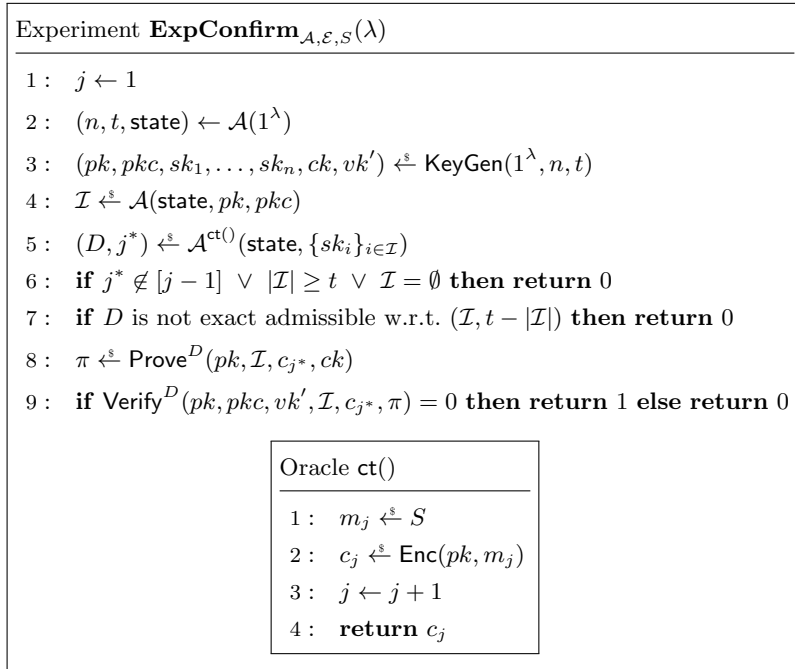 Experiment ExpConfirm_{𝒜,ℰ,S}(λ)
1 : j ← 1
2 : (n, t, state) ← 𝒜(1^λ)
3 : (pk, pkc, sk_1, . . . , sk_n, ck, vk′) ←$ KeyGen(1^λ, n, t)
4 : ℐ ←$ 𝒜(state, pk, pkc)
5 : (D, j*) ←$ 𝒜^{ct()}(state, {sk_i}_{i∈ℐ})
6 : if j* ∉ [j − 1] ∨ |ℐ| ≥ t ∨ ℐ = ∅ then return 0
7 : if D is not exact admissible w.r.t. (ℐ, t − |ℐ|) then return 0
8 : π ←$ Prove^D(pk, ℐ, c_{j*}, ck)
9 : if Verify^D(pk, pkc, vk′, ℐ, c_{j*}, π) = 0 then return 1 else return 0
Oracle ct()
1 : m_j ←$ S
2 : c_j ←$ Enc(pk, m_j)
3 : j ← j + 1
4 : return c_j